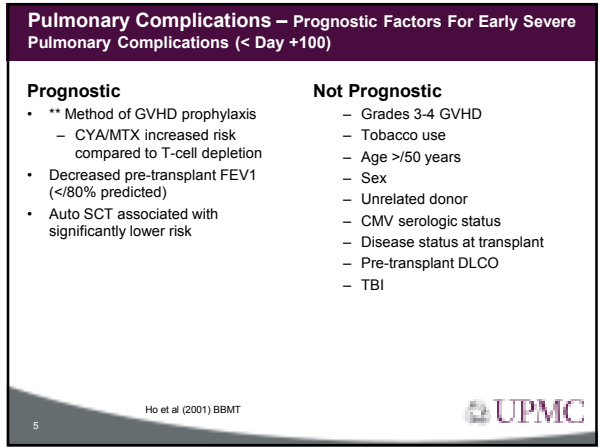 Pulmonary Complications – Prognostic Factors For Early Severe
Pulmonary Complications (< Day +100)
Prognostic
• ** Method of GVHD prophylaxis
– CYA/MTX increased risk
compared to T-cell depletion
• Decreased pre-transplant FEV1
(</80% predicted)
• Auto SCT associated with
significantly lower risk
Not Prognostic
– Grades 3-4 GVHD
– Tobacco use
– Age >/50 years
– Sex
– Unrelated donor
– CMV serologic status
– Disease status at transplant
– Pre-transplant DLCO
– TBI
Ho et al (2001) BBMT
UPMC
5